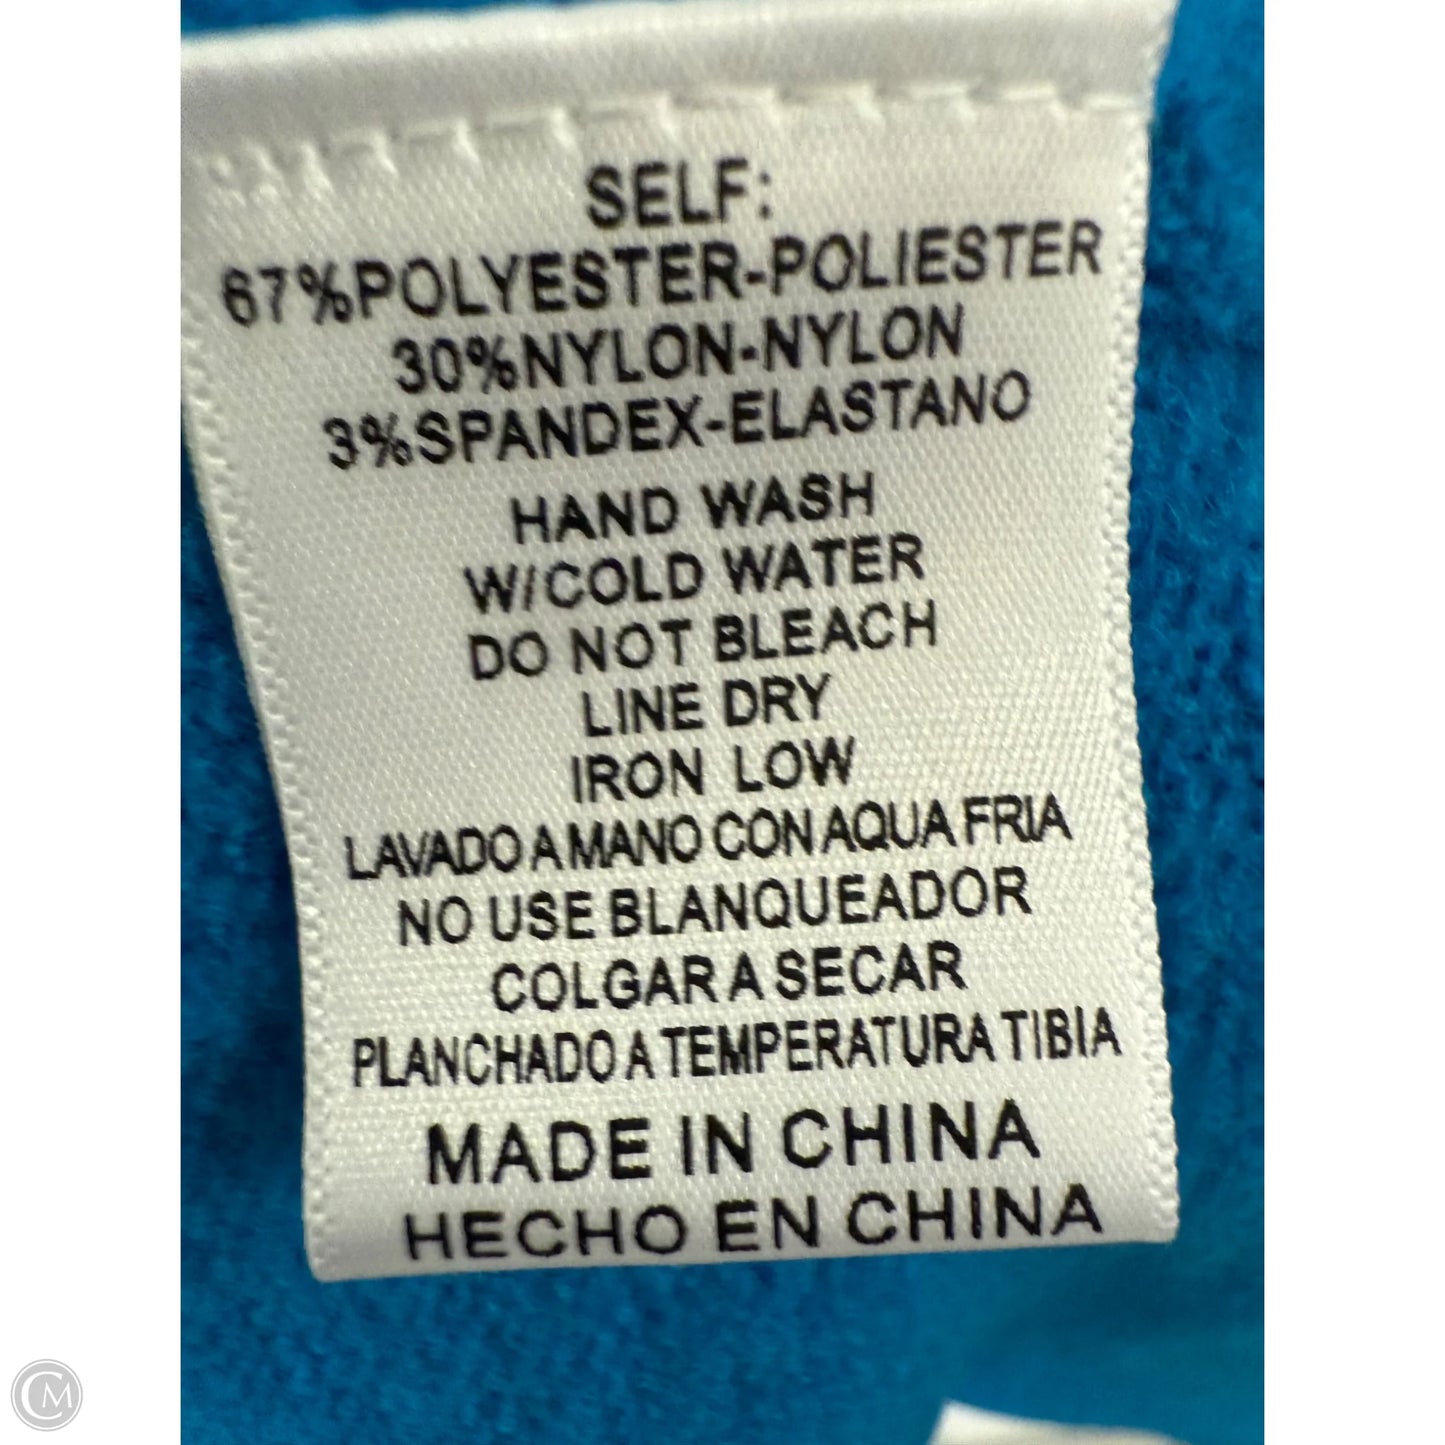 SELF:
67%POLYESTER-POLIESTER
30%NYLON-NYLON
3%SPANDEX-ELASTANO
HAND WASH
W/COLD WATER
DO NOT BLEACH
LINE DRY
IRON LOW
LAVADO A MANO CON AQUA FRIA
NO USE BLANQUEADOR
COLGAR A SECAR
PLANCHADO A TEMPERATURA TIBIA
MADE IN CHINA
HECHO EN CHINA
CM